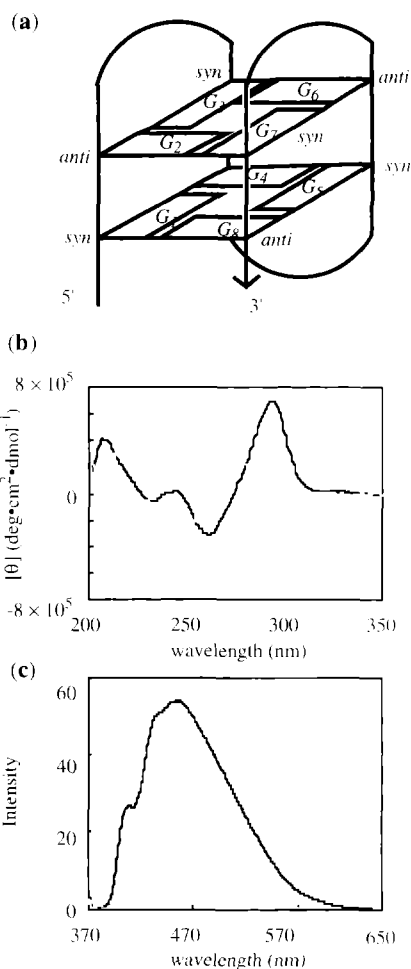 (a)
syn
G6
anti
G2
G7
syn
anti
G4
syn
G5
G8
syn
anti
5'
3'
(b)
8 × 10^5
0
-8 × 10^5
[θ] (deg•cm²•dmol⁻¹)
200 250 300 350
wavelength (nm)
(c)
60
40
20
0
Intensity
370 470 570 650
wavelength (nm)